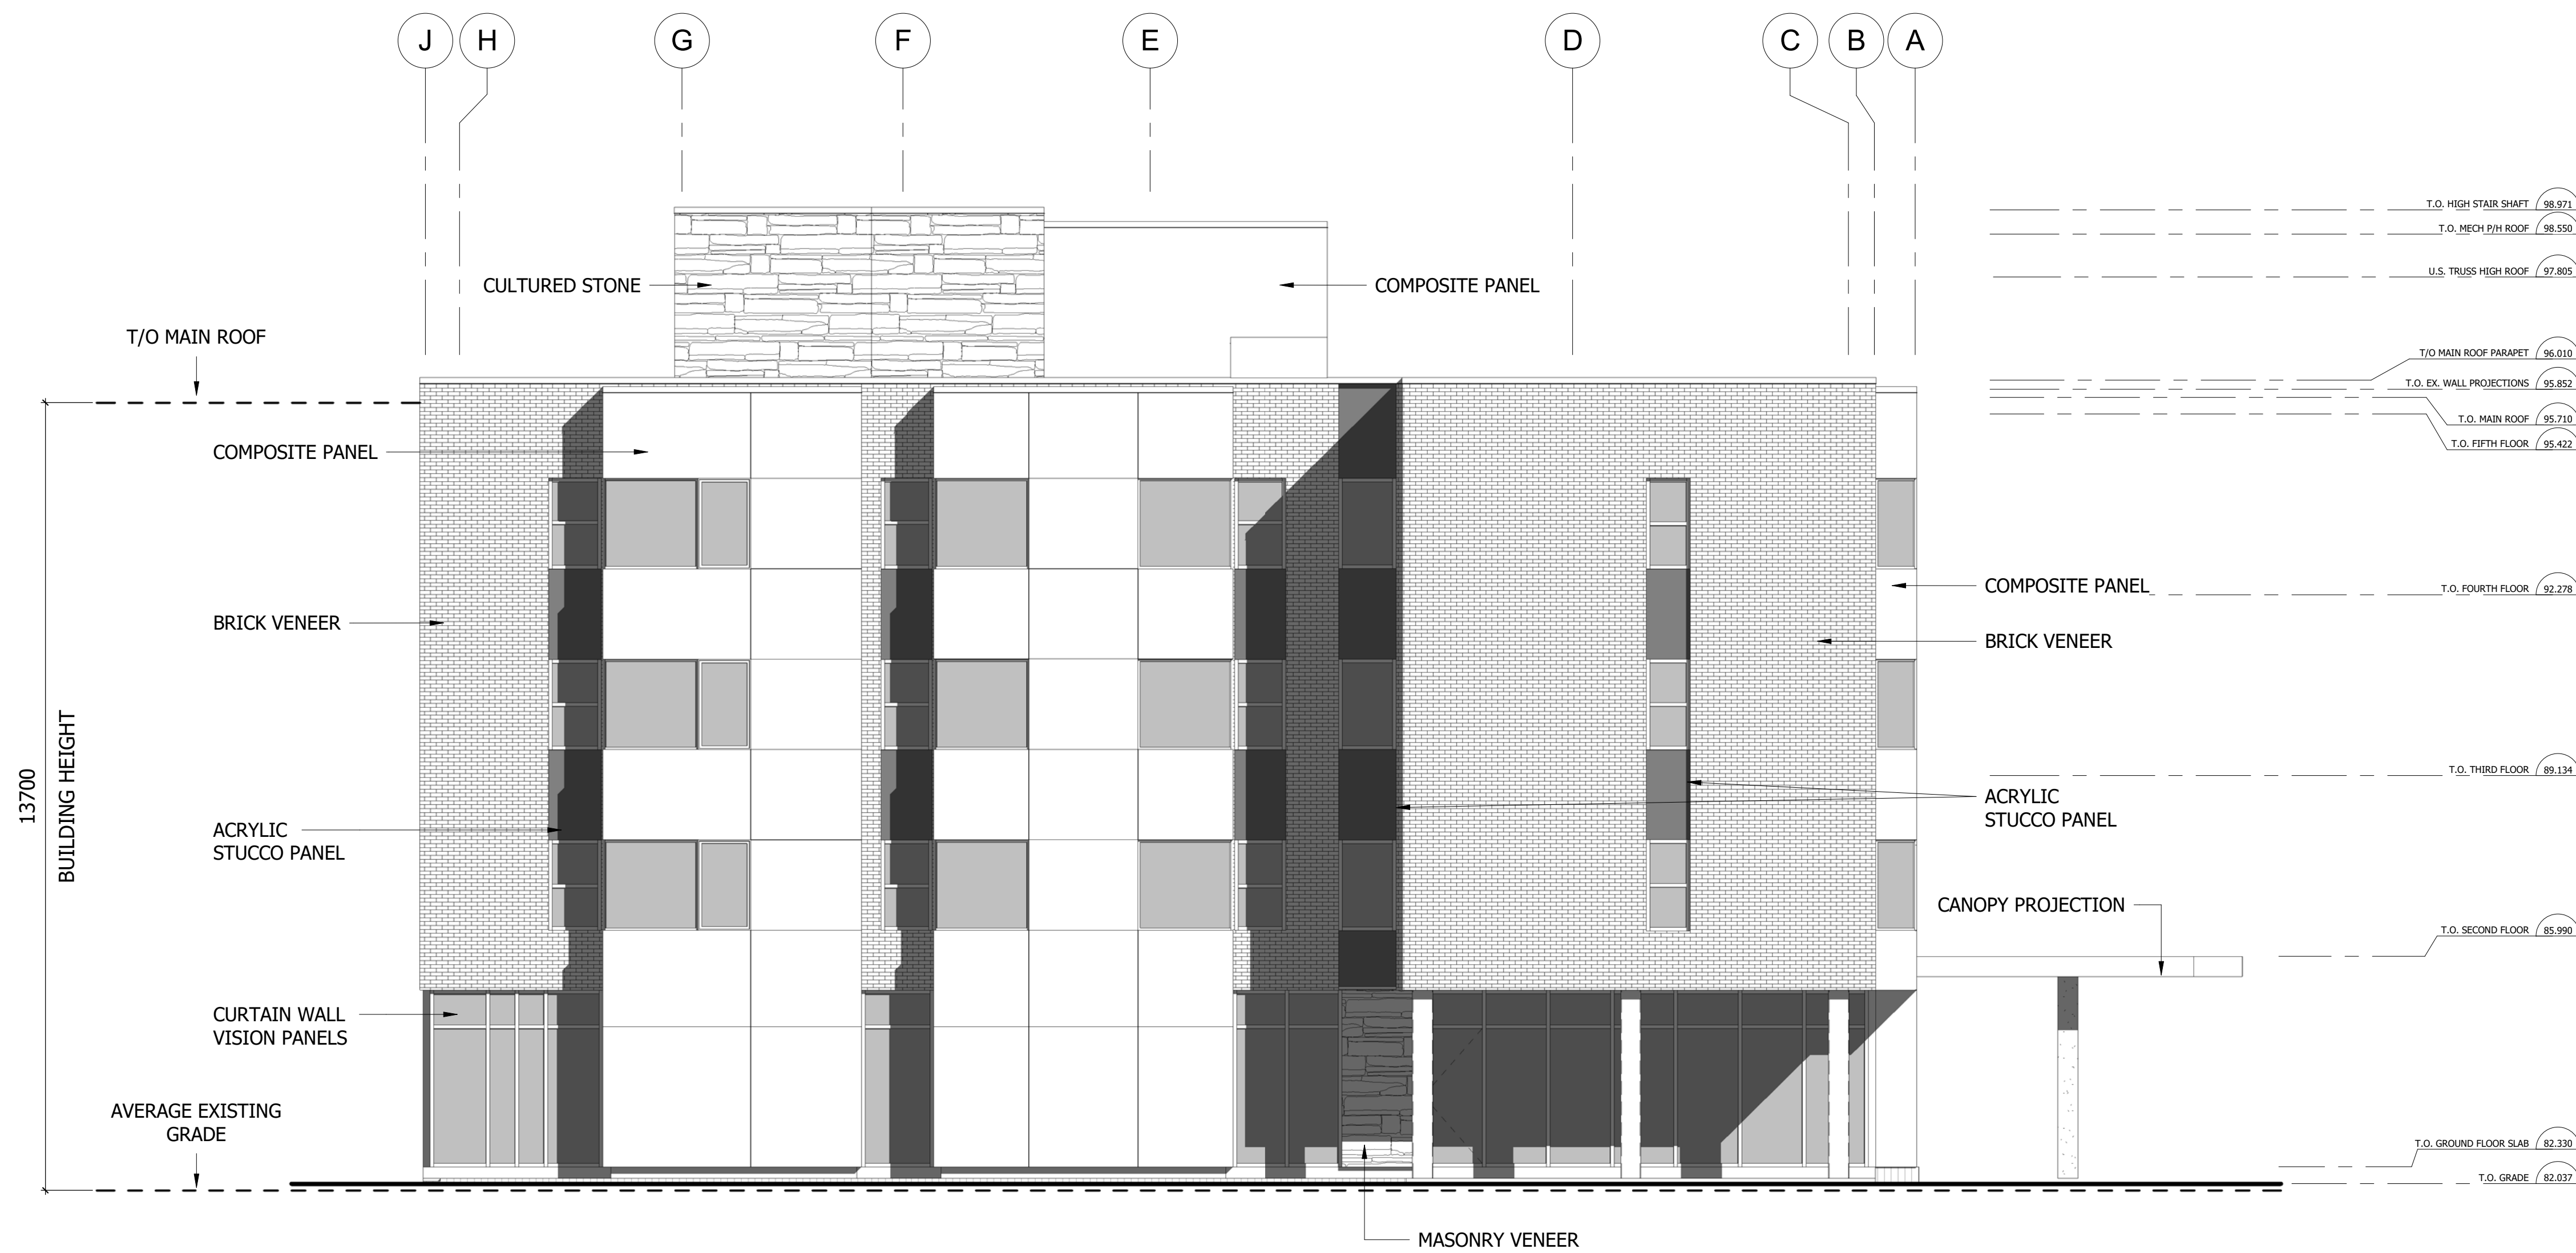 J H G F E D C B A
T.O. HIGH STAIR SHAFT 98.971
T.O. MECH P/H ROOF 98.550
U.S. TRUSS HIGH ROOF 97.805
CULTURED STONE
COMPOSITE PANEL
T/O MAIN ROOF
T/O MAIN ROOF PARAPET 96.010
T.O. EX. WALL PROJECTIONS 95.852
T.O. MAIN ROOF 95.710
T.O. FIFTH FLOOR 95.422
COMPOSITE PANEL
COMPOSITE PANEL
T.O. FOURTH FLOOR 92.278
BRICK VENEER
BRICK VENEER
13700
BUILDING HEIGHT
T.O. THIRD FLOOR 89.134
ACRYLIC
STUCCO PANEL
ACRYLIC
STUCCO PANEL
CANOPY PROJECTION
T.O. SECOND FLOOR 85.990
CURTAIN WALL
VISION PANELS
AVERAGE EXISTING
GRADE
T.O. GROUND FLOOR SLAB 82.330
T.O. GRADE 82.037
MASONRY VENEER